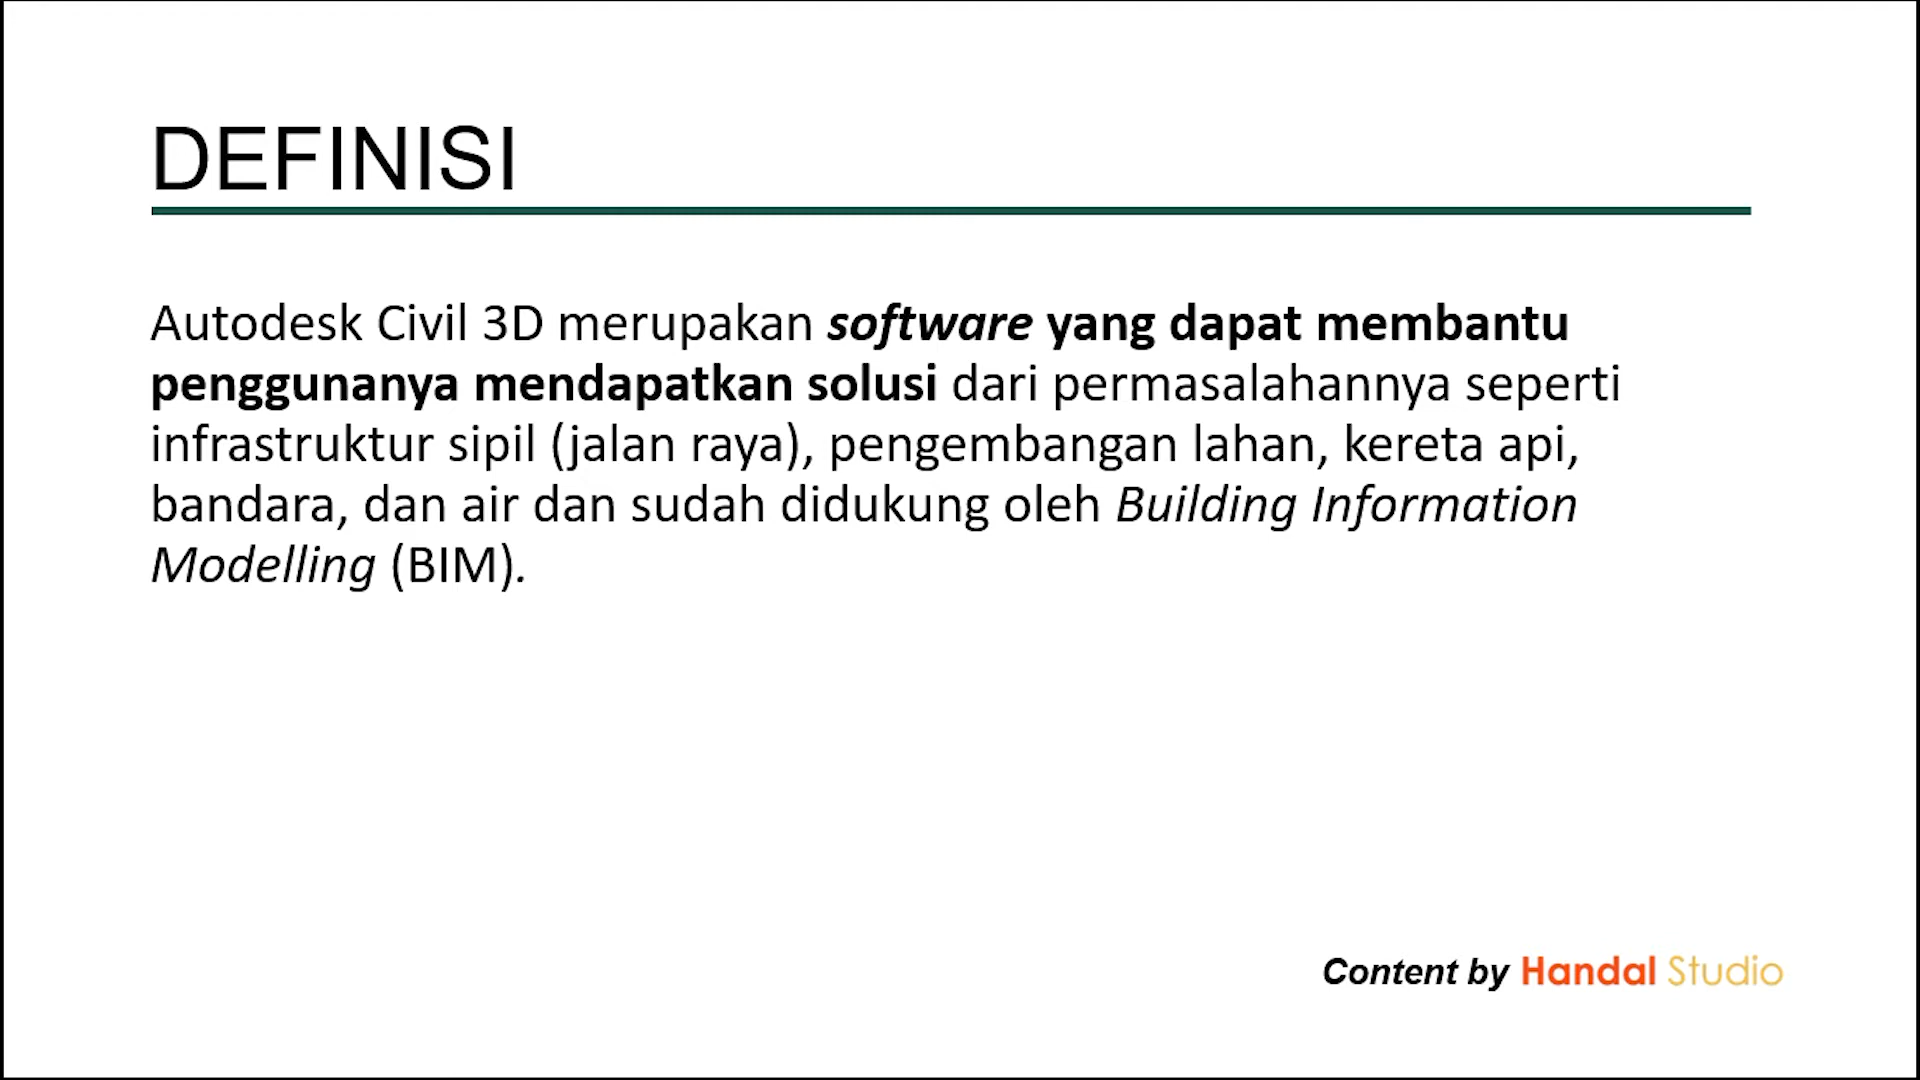 DEFINISI
Autodesk Civil 3D merupakan software yang dapat membantu
penggunanya mendapatkan solusi dari permasalahannya seperti
infrastruktur sipil (jalan raya), pengembangan lahan, kereta api,
bandara, dan air dan sudah didukung oleh Building Information
Modelling (BIM).
Content by Handal Studio